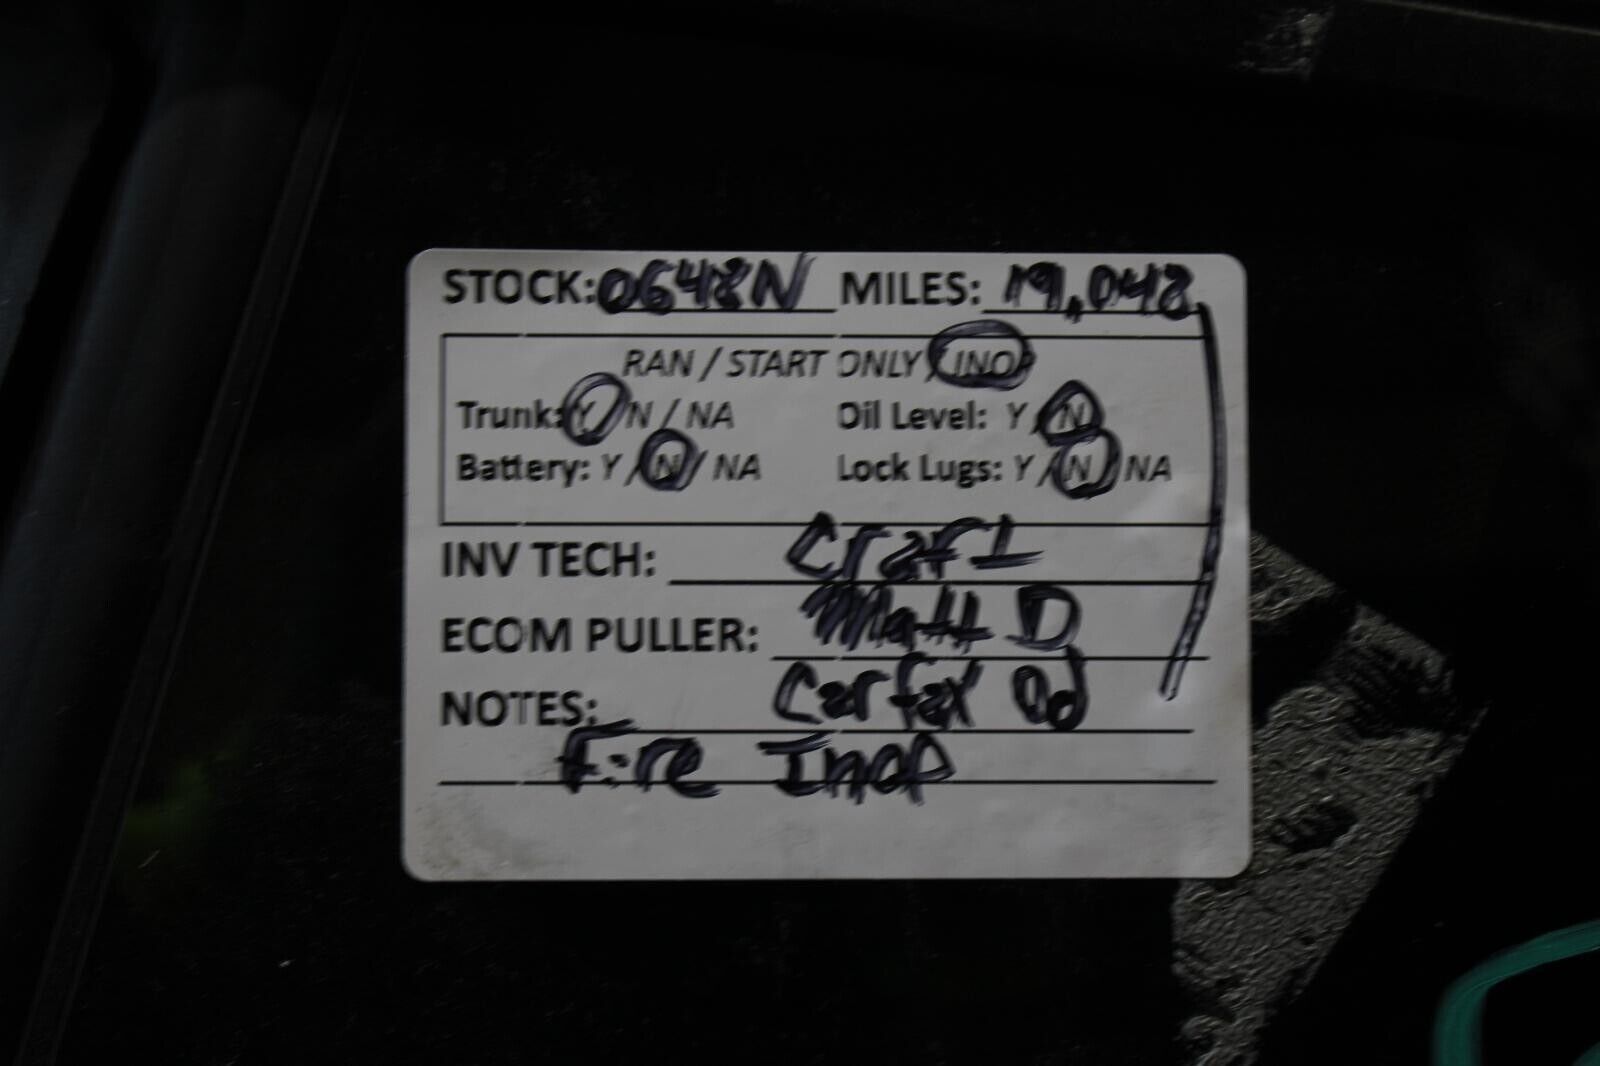 STOCK: 0648N MILES: 19,048
RAN / START ONLY / INOP
Trunk: Y / N / NA Oil Level: Y / N
Battery: Y / N / NA Lock Lugs: Y / N / NA
INV TECH: Craft
ECOM PULLER: Matt D
NOTES: Carfax Od
Fire Inop